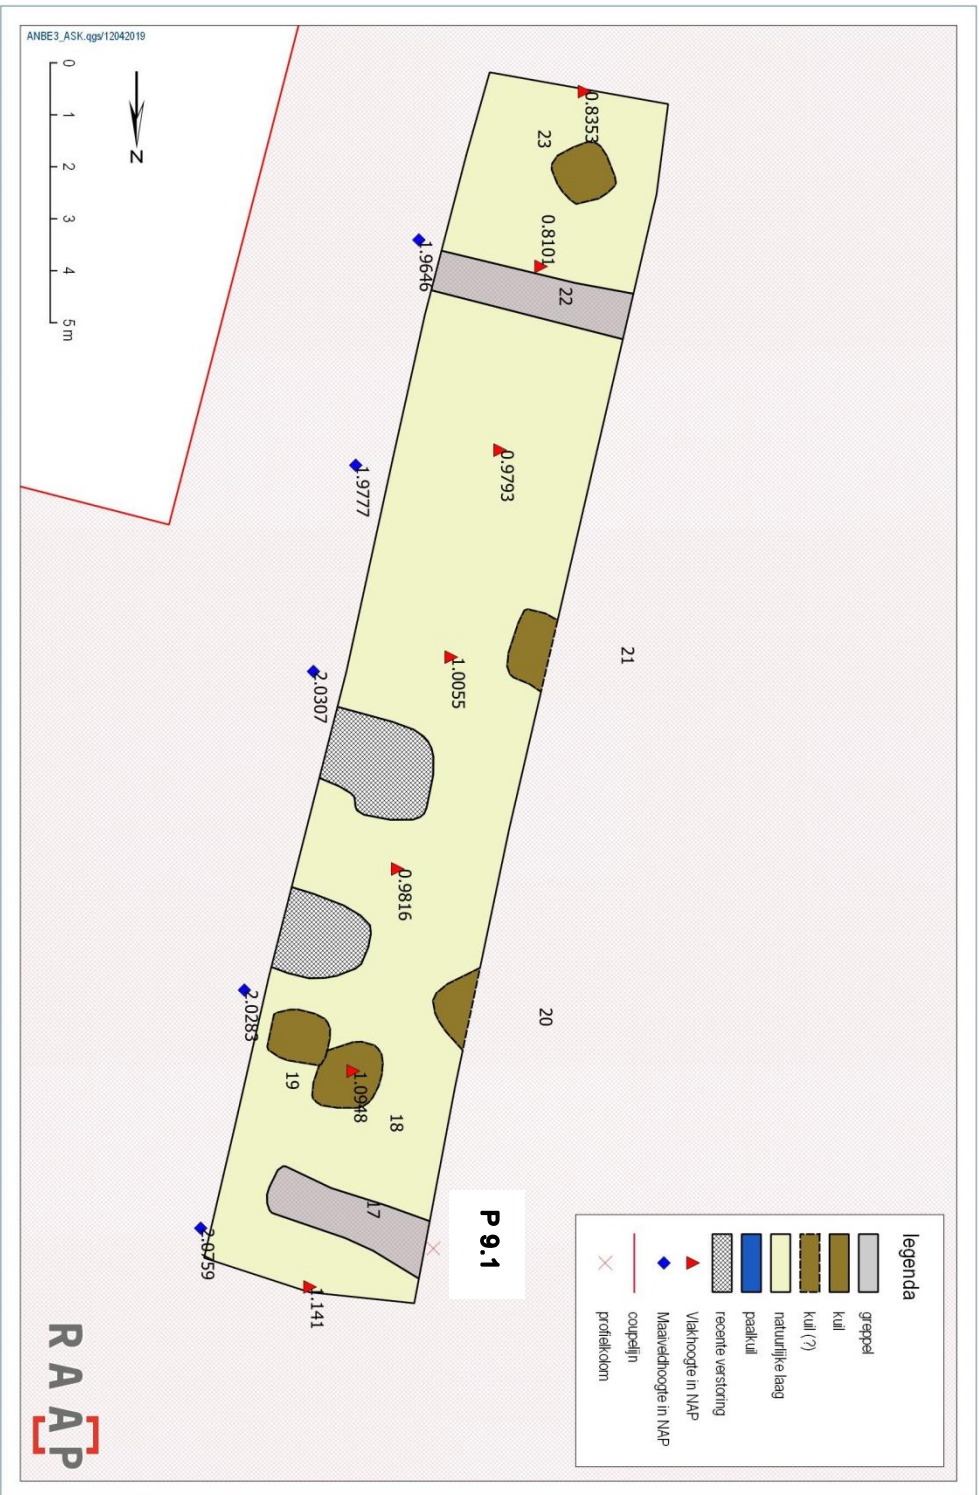 ANBE3_ASK.qgs/12042019
0 1 2 3 4 5 m
N
0.8353
23
0.8101
22
1.9646
0.9793
1.9777
21
1.0055
2.0307
0.9816
20
2.0283
19
1.0948
18
17
P 9.1
2.0759
1.141
legenda
greppel
kuil
kuil (?)
natuurlijke laag
paalkuil
recente verstoring
Vlakhoogte in NAP
Maaiveldhoogte in NAP
coupelijn
profielkolom
RAAP